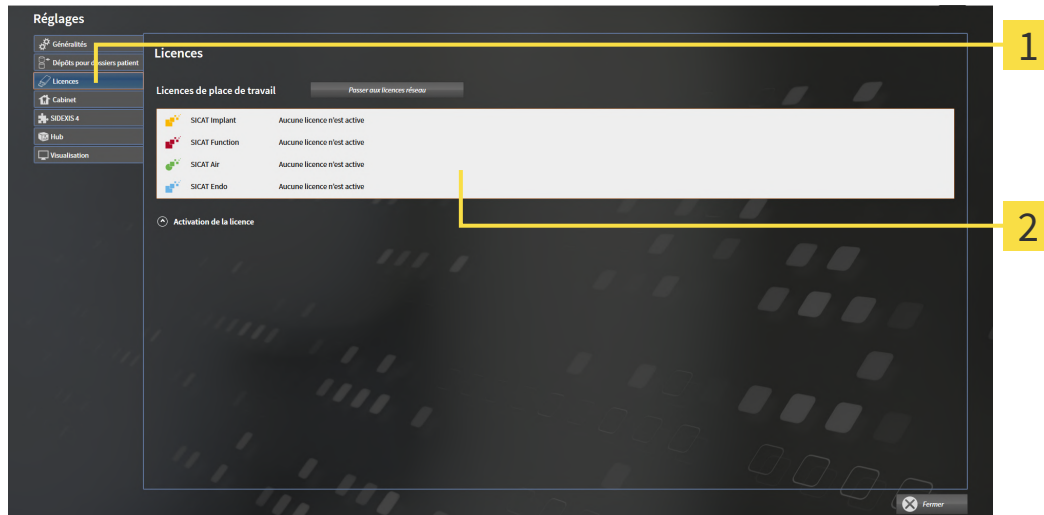 Réglages
Généralités
Dépôts pour dossiers patient
Licences
Cabinet
SIDEXIS 4
Hub
Visualisation
Licences
Licences de place de travail
Passer aux licences réseau
SICAT Implant Aucune licence n'est active
SICAT Function Aucune licence n'est active
SICAT Air Aucune licence n'est active
SICAT Endo Aucune licence n'est active
Activation de la licence
Fermer
1
2